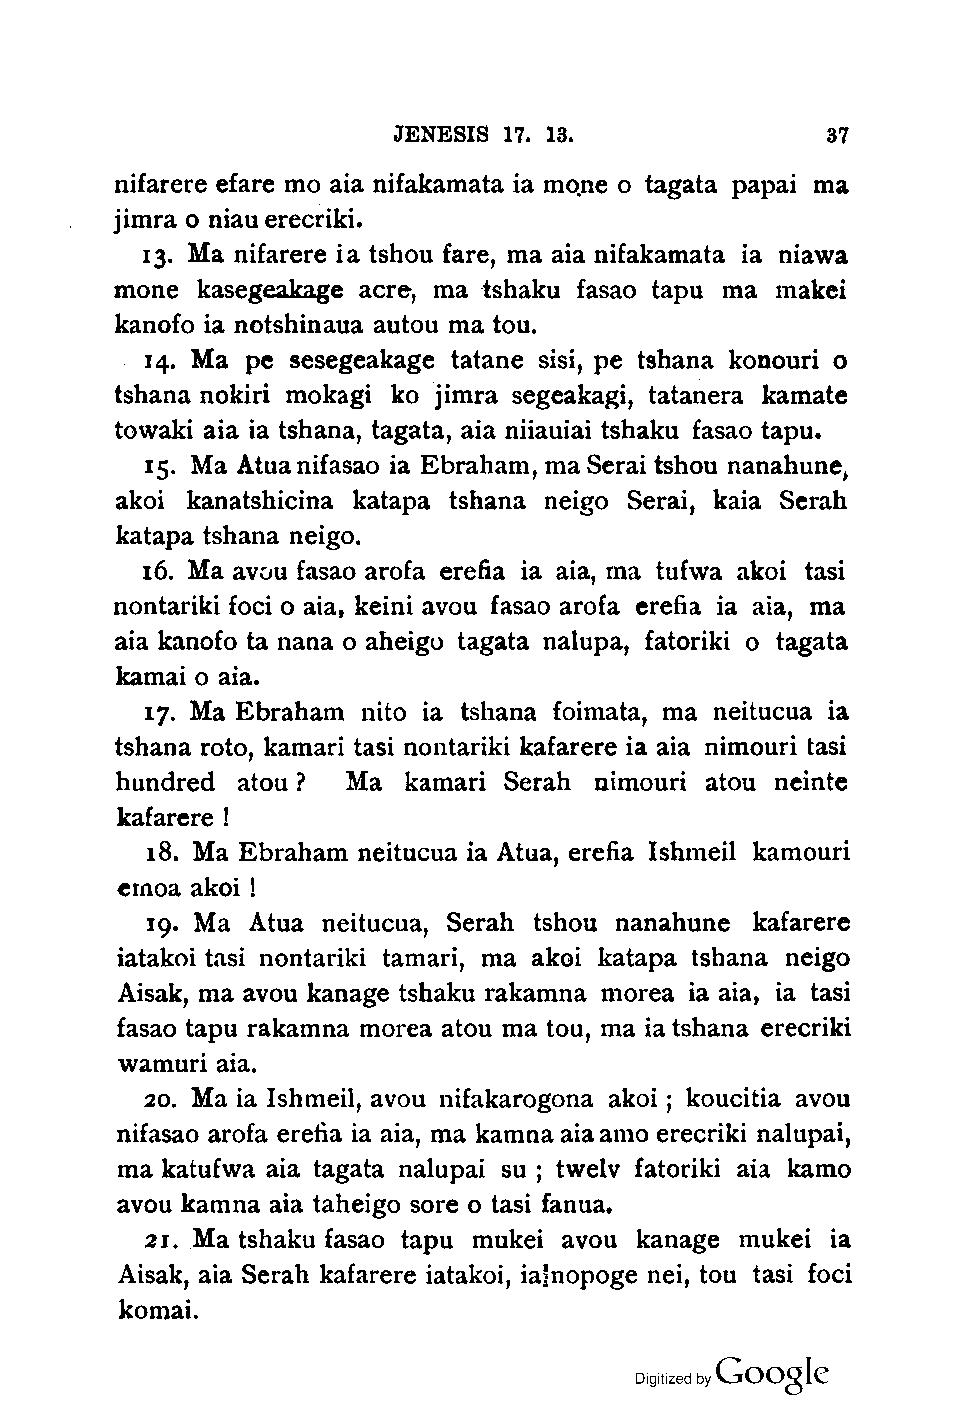 JENESIS 17. 13. 37
nifarere efare mo aia nifakamata ia mone o tagata papai ma
jimra o niau erecriki.
13. Ma nifarere ia tshou fare, ma aia nifakamata ia niawa
mone kasegeakage acre, ma tshaku fasao tapu ma makei
kanofo ia notshinaua autou ma tou.
14. Ma pe sesegeakage tatane sisi, pe tshana konouri o
tshana nokiri mokagi ko jimra segeakagi, tatanera kamate
towaki aia ia tshana, tagata, aia niiauiai tshaku fasao tapu.
15. Ma Atua nifasao ia Ebraham, ma Serai tshou nanahune,
akoi kanatshicina katapa tshana neigo Serai, kaia Serah
katapa tshana neigo.
16. Ma avou fasao arofa erefia ia aia, ma tufwa akoi tasi
nontariki foci o aia, keini avou fasao arofa erefia ia aia, ma
aia kanofo ta nana o aheigo tagata nalupa, fatoriki o tagata
kamai o aia.
17. Ma Ebraham nito ia tshana foimata, ma neitucua ia
tshana roto, kamari tasi nontariki kafarere ia aia nimouri tasi
hundred atou ? Ma kamari Serah nimouri atou neinte
kafarere !
18. Ma Ebraham neitucua ia Atua, erefia Ishmeil kamouri
emoa akoi !
19. Ma Atua neitucua, Serah tshou nanahune kafarere
iatakoi tasi nontariki tamari, ma akoi katapa tshana neigo
Aisak, ma avou kanage tshaku rakamna morea ia aia, ia tasi
fasao tapu rakamna morea atou ma tou, ma ia tshana erecriki
wamuri aia.
20. Ma ia Ishmeil, avou nifakarogona akoi ; koucitia avou
nifasao arofa erefia ia aia, ma kamna aia amo erecriki nalupai,
ma katufwa aia tagata nalupai su ; twelv fatoriki aia kamo
avou kamna aia taheigo sore o tasi fanua.
21. Ma tshaku fasao tapu mukei avou kanage mukei ia
Aisak, aia Serah kafarere iatakoi, ia nopoge nei, tou tasi foci
komai.
Digitized by Google